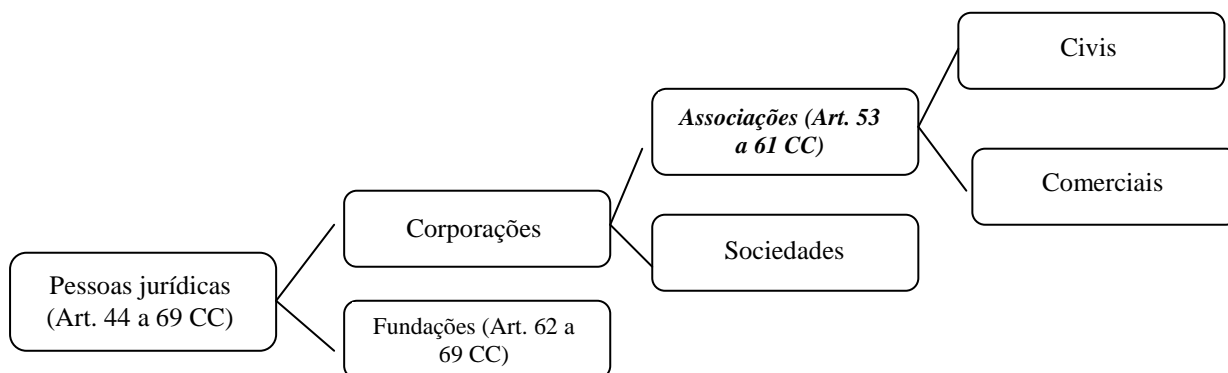 Civis
Associações (Art. 53
a 61 CC)
Comerciais
Corporações
Sociedades
Pessoas jurídicas
(Art. 44 a 69 CC)
Fundações (Art. 62 a
69 CC)